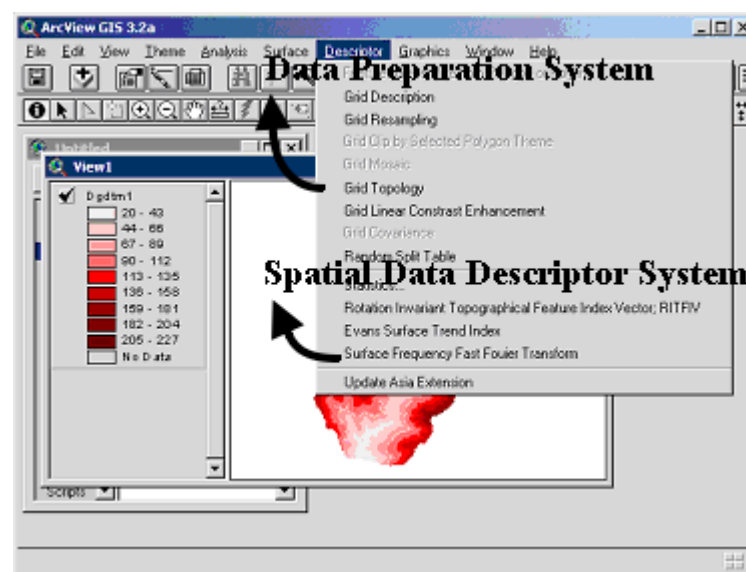 ArcView GIS 3.2a
File Edit View Theme Analysis Surface Descriptor Graphics Window Help
Data Preparation System
Grid Description
Grid Resampling
Grid Clip by Selected Polygon Theme
Grid Mosaic
Grid Topology
Grid Linear Constrast Enhancement
Grid Covariance
Random Split Table
Spatial Data Descriptor System
Statistics...
Rotation Invariant Topographical Feature Index Vector; RITFIV
Evans Surface Trend Index
Surface Frequency Fast Fouier Transform
Update Asia Extension
Untitled
View1
Dgdtm1
20 - 43
44 - 66
67 - 89
90 - 112
113 - 135
136 - 158
159 - 181
182 - 204
205 - 227
No Data
Scripts